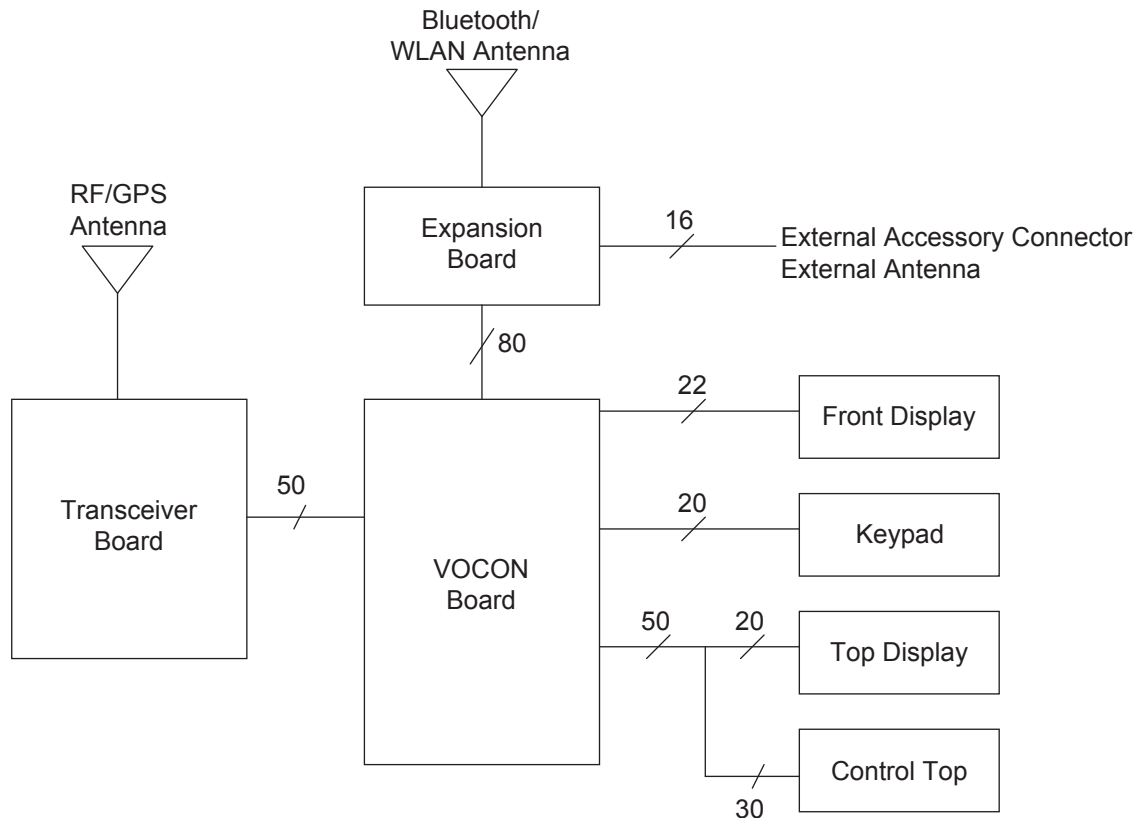 Bluetooth/
WLAN Antenna
RF/GPS
Antenna
Expansion
Board
16
External Accessory Connector
External Antenna
80
22
Front Display
Transceiver
Board
50
VOCON
Board
20
Keypad
50
20
Top Display
Control Top
30